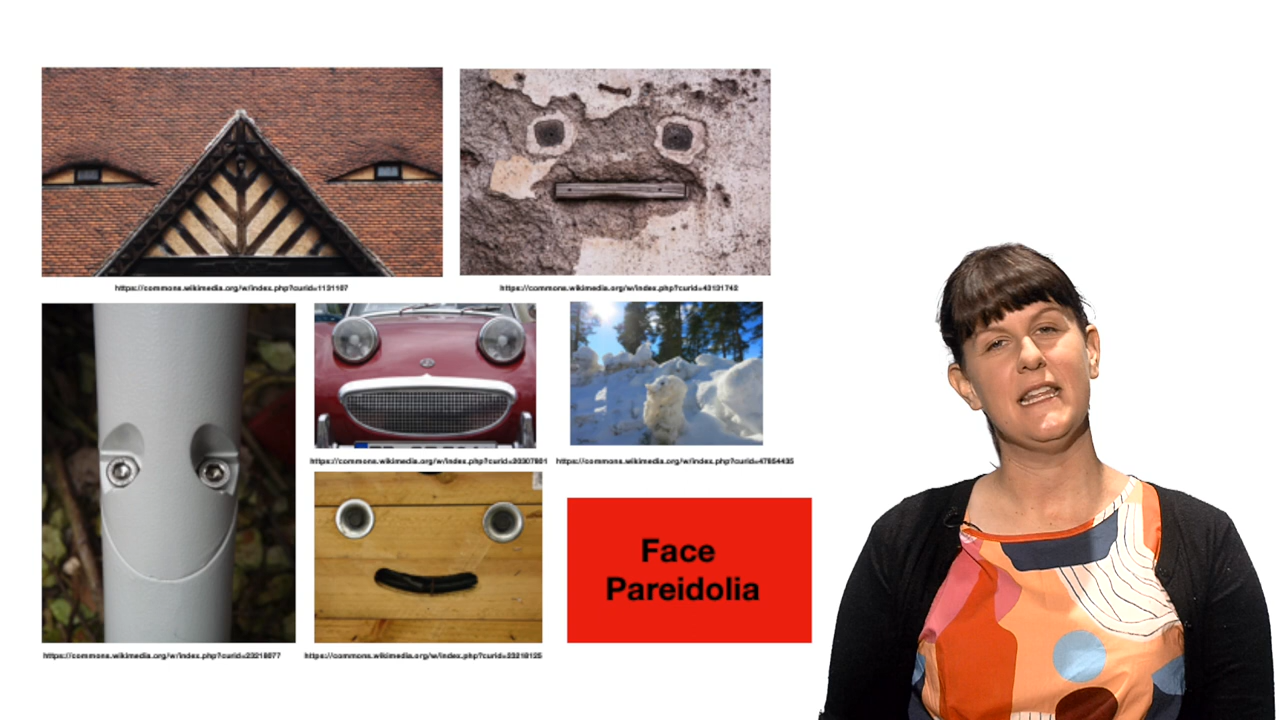 https://commons.wikimedia.org/w/index.php?curid=1131107
https://commons.wikimedia.org/w/index.php?curid=43131742
https://commons.wikimedia.org/w/index.php?curid=20307801
https://commons.wikimedia.org/w/index.php?curid=47854435
Face
Pareidolia
https://commons.wikimedia.org/w/index.php?curid=23218077
https://commons.wikimedia.org/w/index.php?curid=23218125